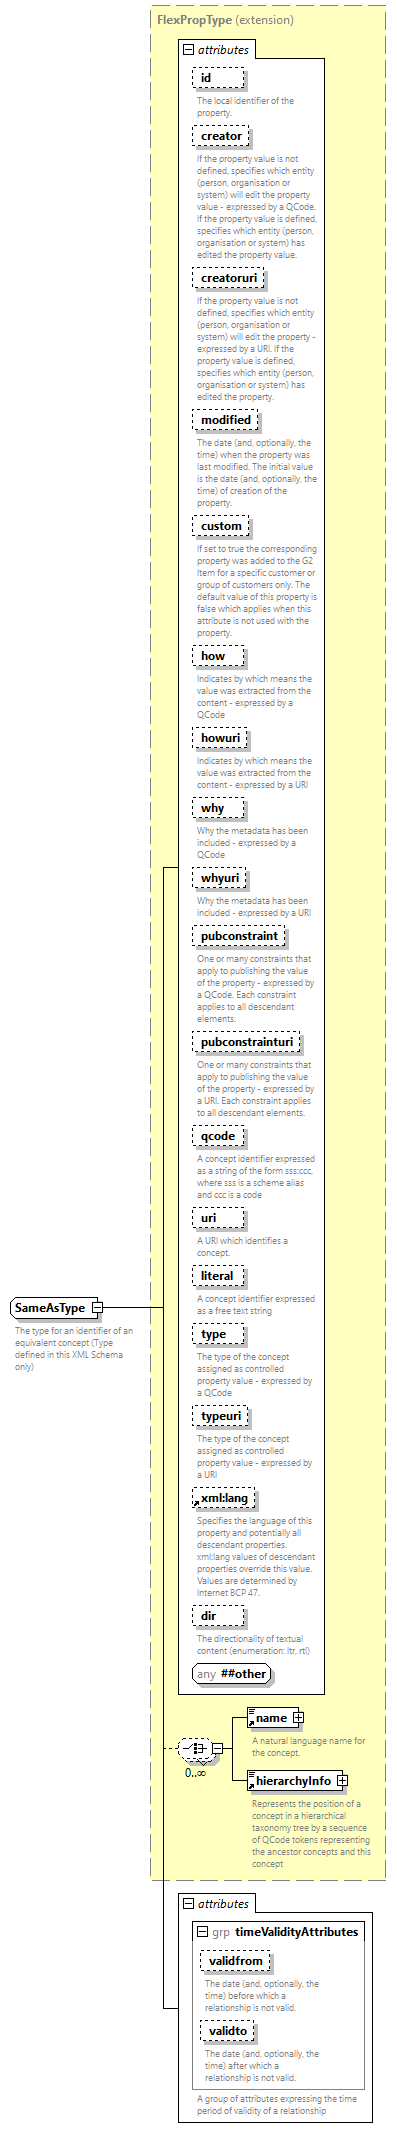 FlexPropType (extension)
attributes
id
The local identifier of the
property.
creator
If the property value is not
defined, specifies which entity
(person, organisation or
system) will edit the property
value - expressed by a QCode.
If the property value is defined,
specifies which entity (person,
organisation or system) has
edited the property value.
creatoruri
If the property value is not
defined, specifies which entity
(person, organisation or
system) will edit the property -
expressed by a URI. If the
property value is defined,
specifies which entity (person,
organisation or system) has
edited the property.
modified
The date (and, optionally, the
time) when the property was
last modified. The initial value
is the date (and, optionally, the
time) of creation of the
property.
custom
If set to true the corresponding
property was added to the G2
Item for a specific customer or
group of customers only. The
default value of this property is
false which applies when this
attribute is not used with the
property.
how
Indicates by which means the
value was extracted from the
content - expressed by a
QCode
howuri
Indicates by which means the
value was extracted from the
content - expressed by a URI
why
Why the metadata has been
included - expressed by a
QCode
whyuri
Why the metadata has been
included - expressed by a URI
pubconstraint
One or many constraints that
apply to publishing the value
of the property - expressed by
a QCode. Each constraint
applies to all descendant
elements.
pubconstrainturi
One or many constraints that
apply to publishing the value
of the property - expressed by
a URI. Each constraint applies
to all descendant elements.
qcode
A concept identifier expressed
as a string of the form sss:ccc,
where sss is a scheme alias
and ccc is a code
uri
A URI which identifies a
concept.
literal
A concept identifier expressed
as a free text string
type
The type of the concept
assigned as controlled
property value - expressed by
a QCode
typeuri
The type of the concept
assigned as controlled
property value - expressed by
a URI
xml:lang
Specifies the language of this
property and potentially all
descendant properties.
xml:lang values of descendant
properties override this value.
Values are determined by
Internet BCP 47.
dir
The directionality of textual
content (enumeration: ltr, rtl)
any ##other
SameAsType
The type for an identifier of an
equivalent concept (Type
defined in this XML Schema
only)
0..∞
name
A natural language name for
the concept.
hierarchyInfo
Represents the position of a
concept in a hierarchical
taxonomy tree by a sequence
of QCode tokens representing
the ancestor concepts and this
concept
attributes
grp timeValidityAttributes
validfrom
The date (and, optionally, the
time) before which a
relationship is not valid.
validto
The date (and, optionally, the
time) after which a
relationship is not valid.
A group of attributes expressing the time
period of validity of a relationship